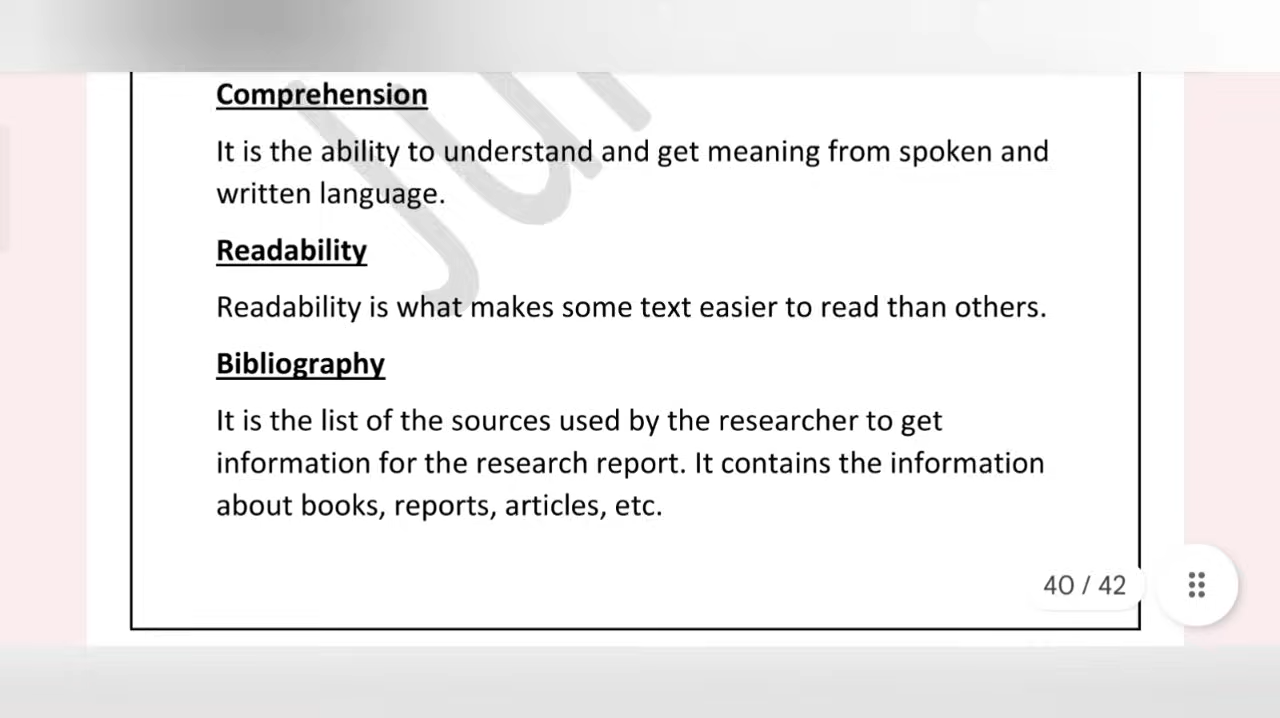 Comprehension
It is the ability to understand and get meaning from spoken and
written language.
Readability
Readability is what makes some text easier to read than others.
Bibliography
It is the list of the sources used by the researcher to get
information for the research report. It contains the information
about books, reports, articles, etc.
40 / 42